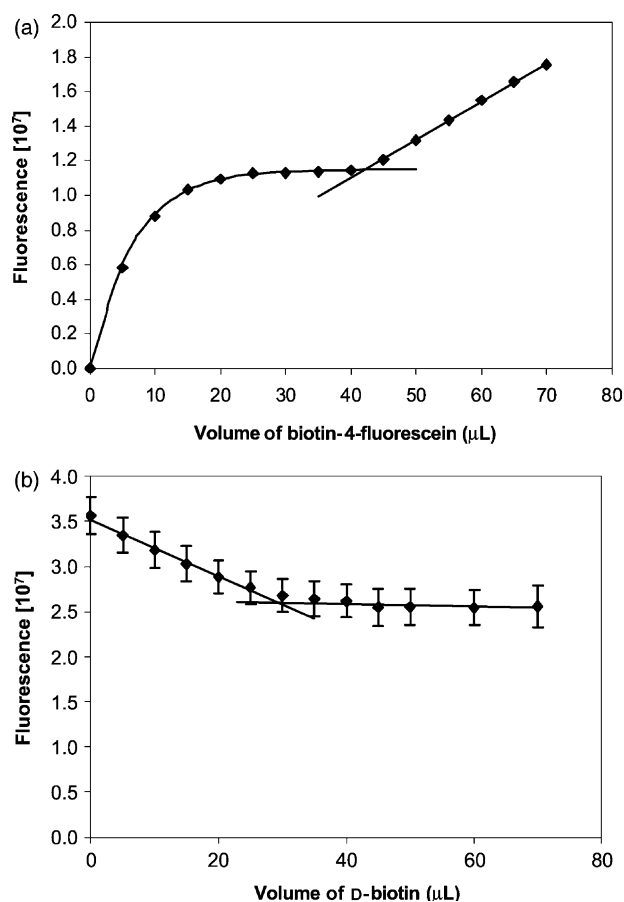 (a)
2.0
1.8
1.6
1.4
1.2
1.0
0.8
0.6
0.4
0.2
0.0
Fluorescence [10⁷]
0 10 20 30 40 50 60 70 80
Volume of biotin-4-fluorescein (μL)
(b)
4.0
3.5
3.0
2.5
2.0
1.5
1.0
0.5
0.0
Fluorescence [10⁷]
0 20 40 60 80
Volume of D-biotin (μL)